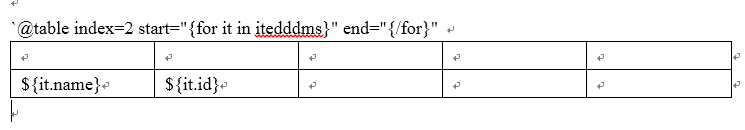 `@table index=2 start="{for it in itedddms}" end="{/for}"
${it.name} ${it.id}